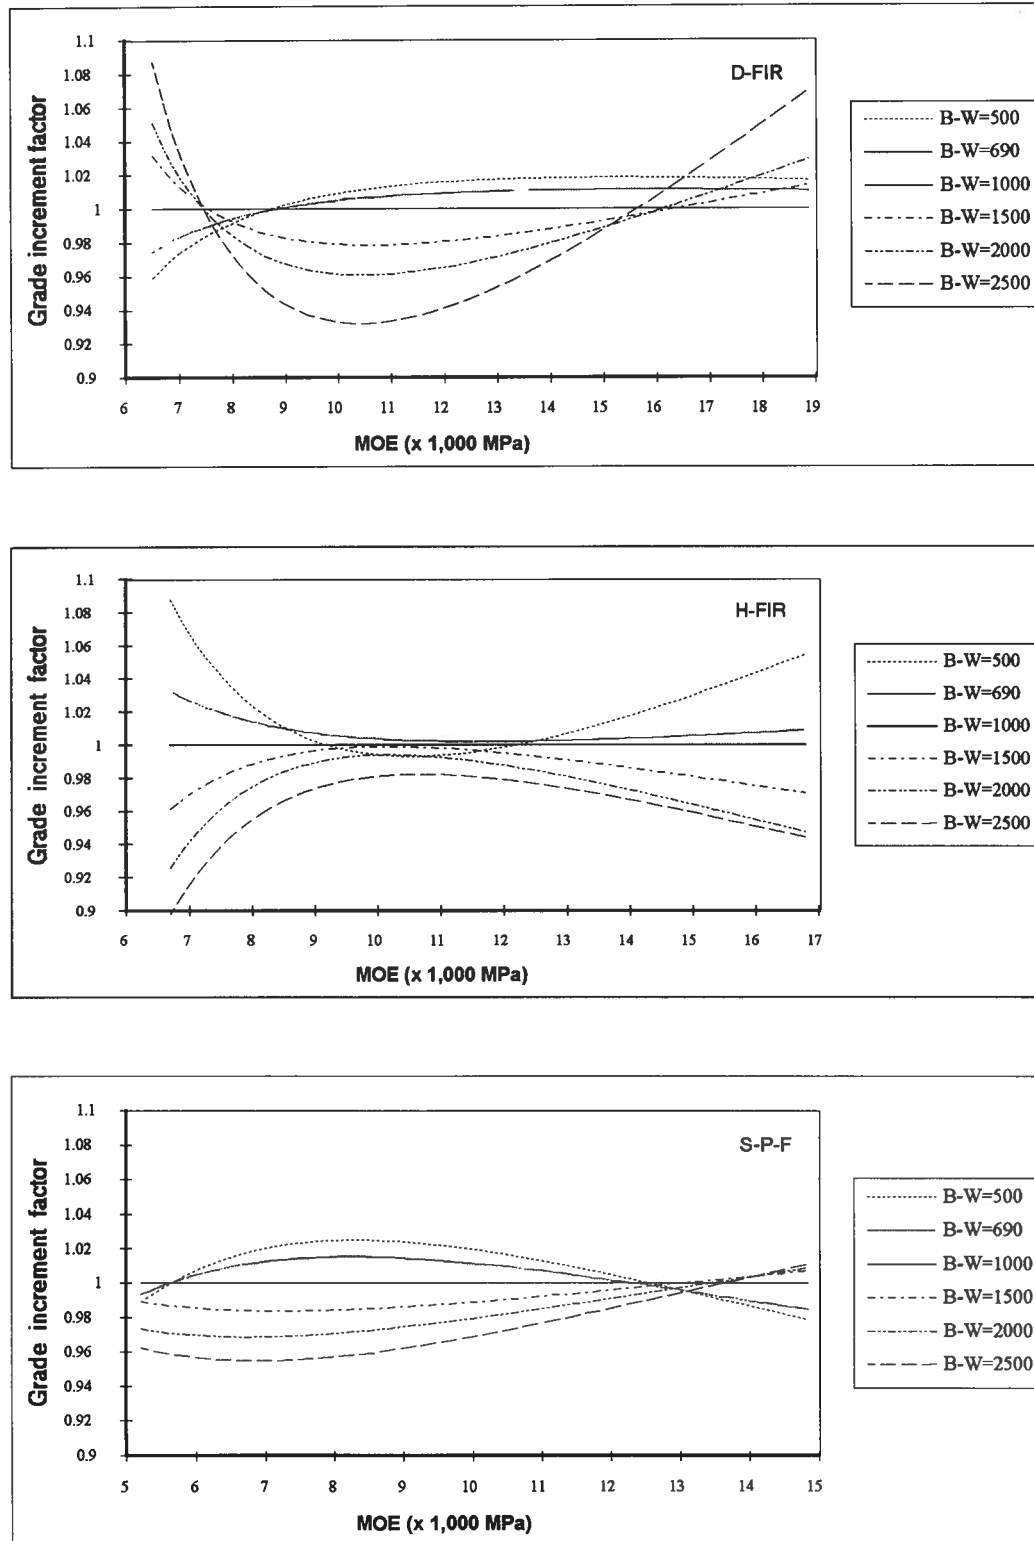 D-FIR
Grade increment factor
1.1
1.08
1.06
1.04
1.02
1
0.98
0.96
0.94
0.92
0.9
6 7 8 9 10 11 12 13 14 15 16 17 18 19
MOE (x 1,000 MPa)
B-W=500
B-W=690
B-W=1000
B-W=1500
B-W=2000
B-W=2500
H-FIR
Grade increment factor
1.1
1.08
1.06
1.04
1.02
1
0.98
0.96
0.94
0.92
0.9
6 7 8 9 10 11 12 13 14 15 16 17
MOE (x 1,000 MPa)
B-W=500
B-W=690
B-W=1000
B-W=1500
B-W=2000
B-W=2500
S-P-F
Grade increment factor
1.1
1.08
1.06
1.04
1.02
1
0.98
0.96
0.94
0.92
0.9
5 6 7 8 9 10 11 12 13 14 15
MOE (x 1,000 MPa)
B-W=500
B-W=690
B-W=1000
B-W=1500
B-W=2000
B-W=2500